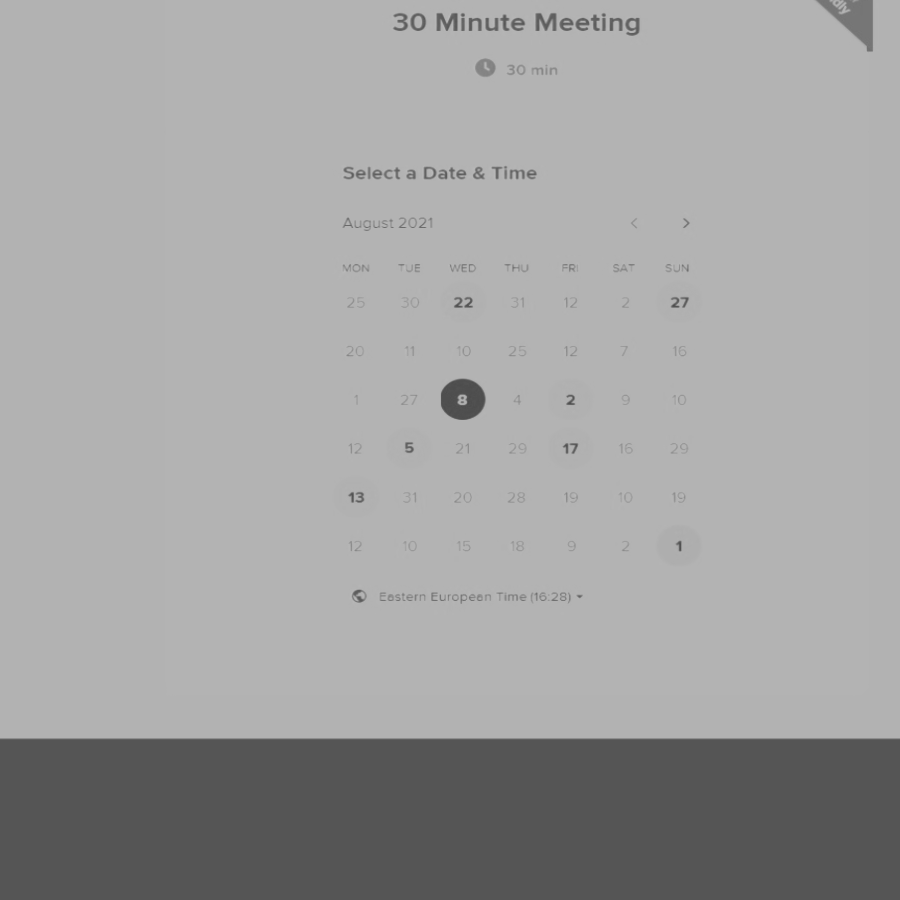 30 Minute Meeting
30 min
Select a Date & Time
August 2021
MON TUE WED THU FRI SAT SUN
25 30 22 31 12 2 27
20 11 10 25 12 7 16
1 27 8 4 2 9 10
12 5 21 29 17 16 29
13 31 20 28 19 10 19
12 10 15 18 9 2 1
Eastern European Time (16:28)